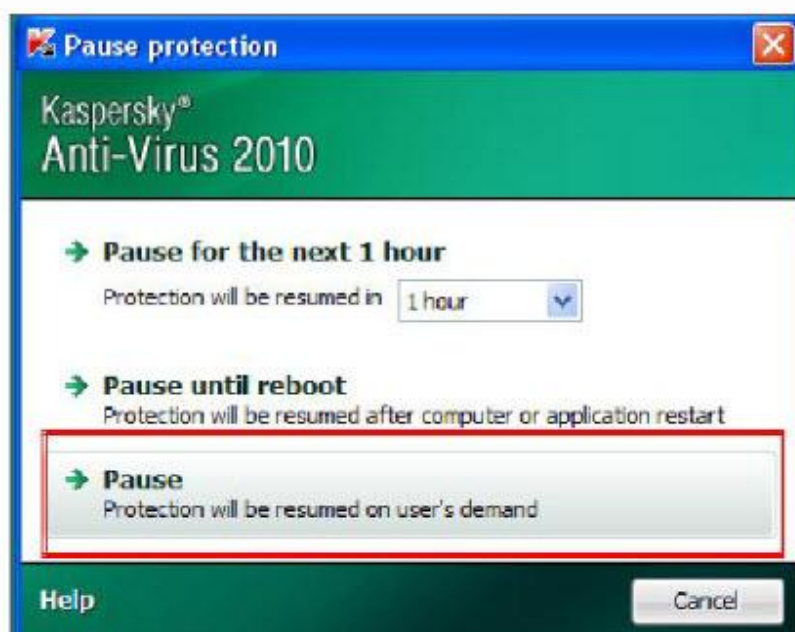 Pause protection
Kaspersky®
Anti-Virus 2010
Pause for the next 1 hour
Protection will be resumed in 1 hour
Pause until reboot
Protection will be resumed after computer or application restart
Pause
Protection will be resumed on user's demand
Help Cancel